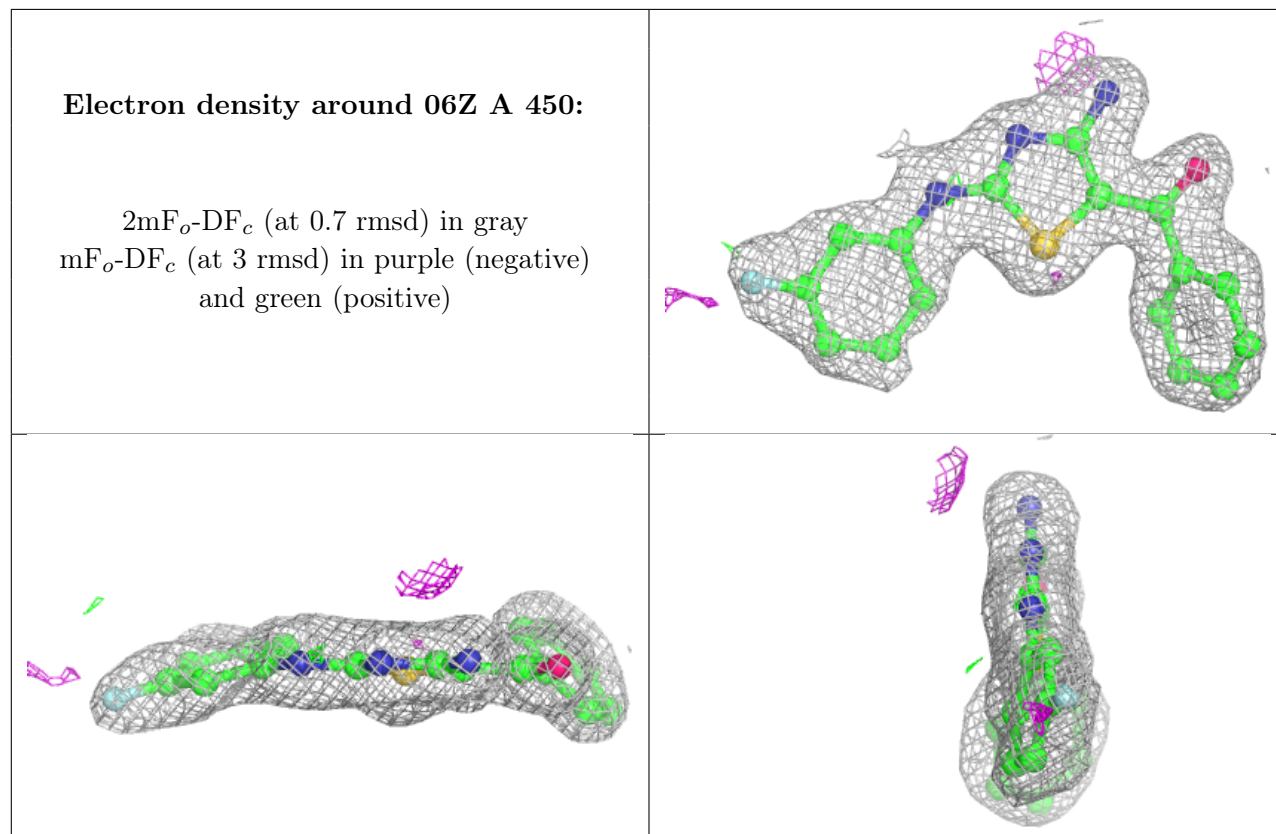 Electron density around 06Z A 450:
2mFₒ-DF𝒸 (at 0.7 rmsd) in gray
mFₒ-DF𝒸 (at 3 rmsd) in purple (negative)
and green (positive)